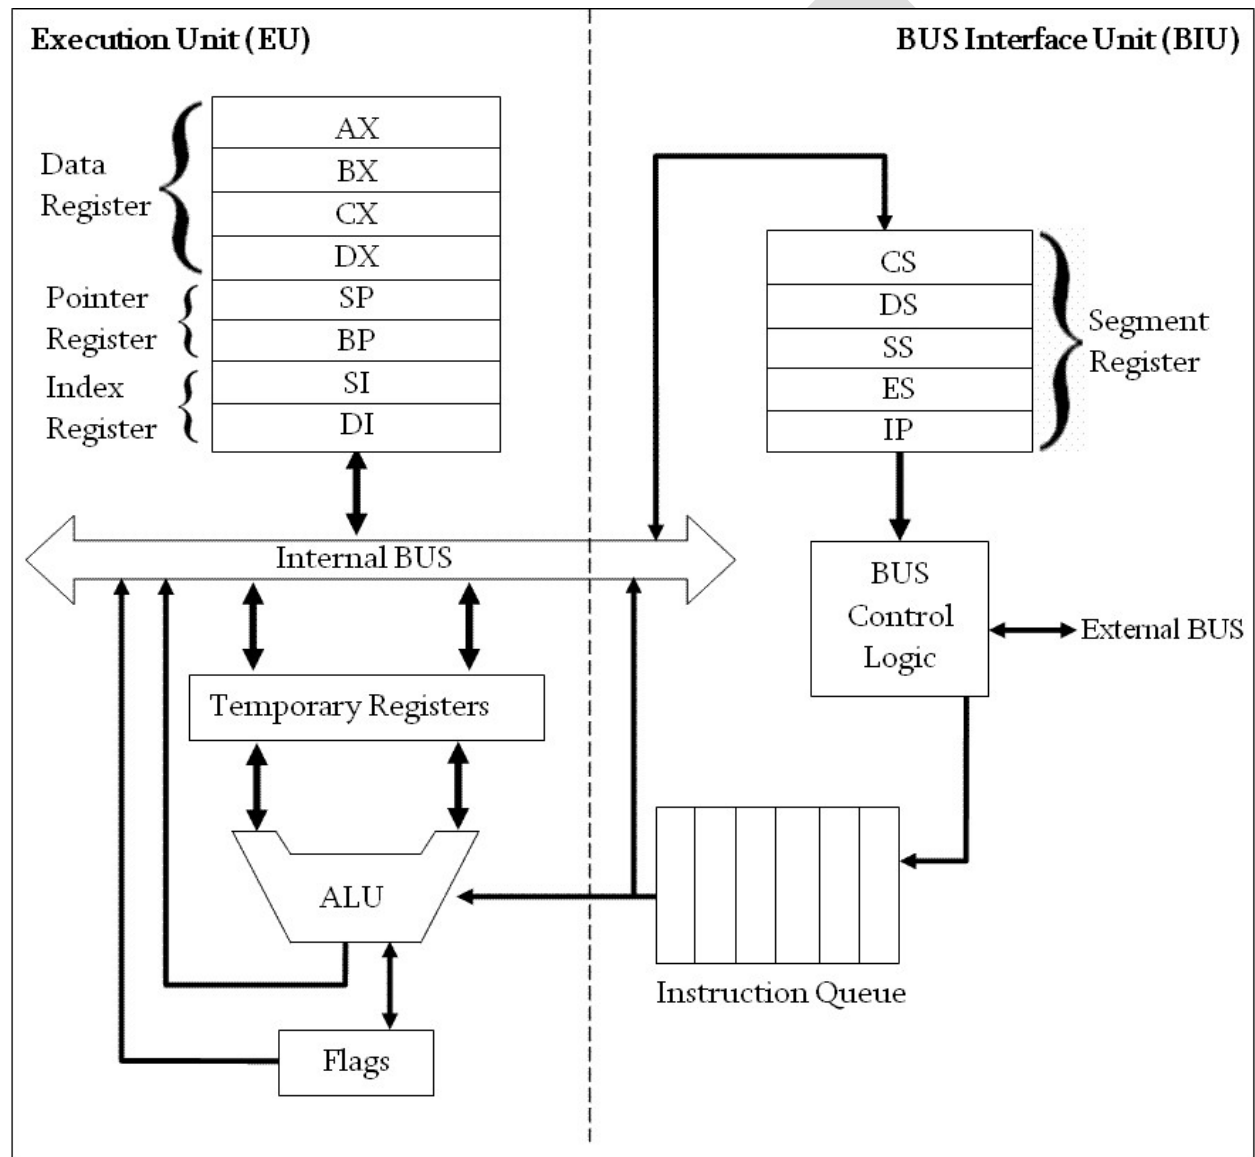 Execution Unit (EU)
BUS Interface Unit (BIU)
Data
Register
AX
BX
CX
DX
Pointer
Register
SP
BP
Index
Register
SI
DI
CS
DS
SS
ES
IP
Segment
Register
Internal BUS
BUS
Control
Logic
External BUS
Temporary Registers
ALU
Instruction Queue
Flags